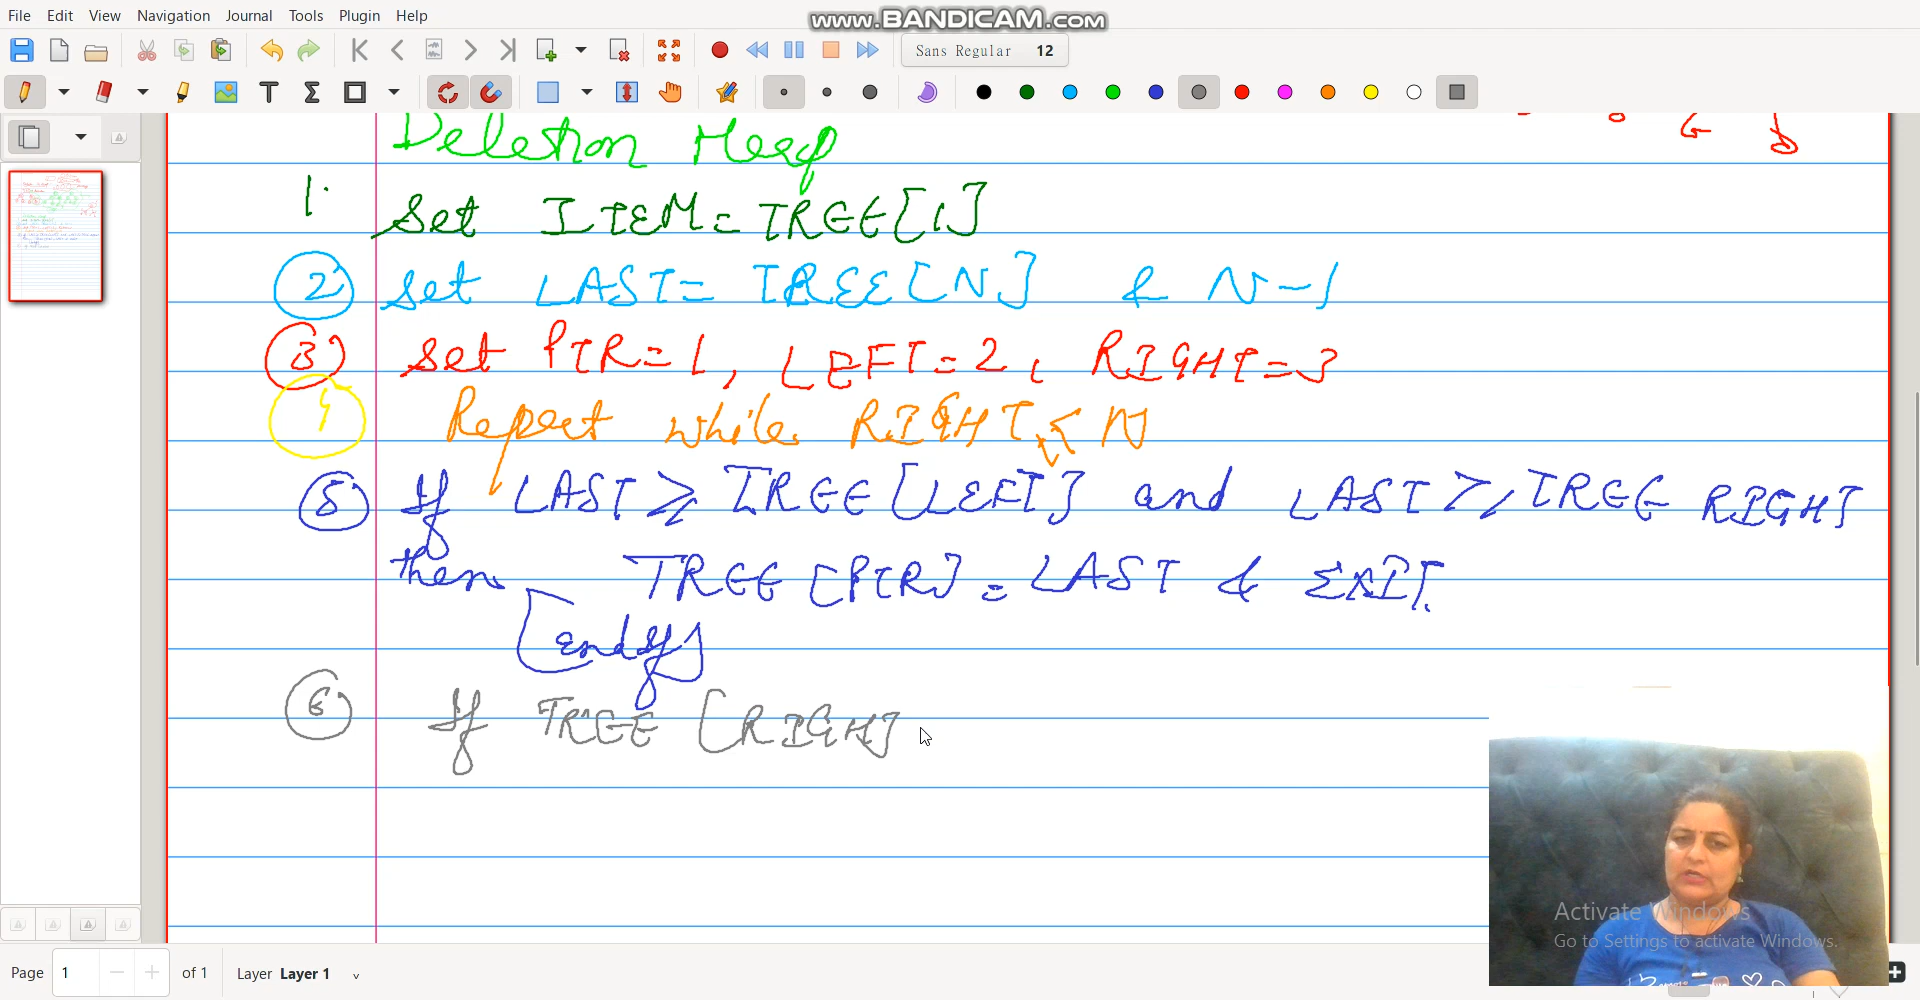 File Edit View Navigation Journal Tools Plugin Help
www.BANDICAM.com
Sans Regular 12
Deletion Heap
1. Set ITEM = TREE[1]
2 Set LAST = TREE[N] & N-1
3 Set PTR=1, LEFT=2, RIGHT=3
4 Repeat while RIGHT ≤ N
5 If LAST ≥ TREE[LEFT] and LAST ≥ TREE RIGHT]
then TREE[PTR] = LAST & EXIT.
[endif]
6 If TREE [RIGHT]
Activate Windows
Go to Settings to activate Windows.
Page 1 of 1 Layer Layer 1